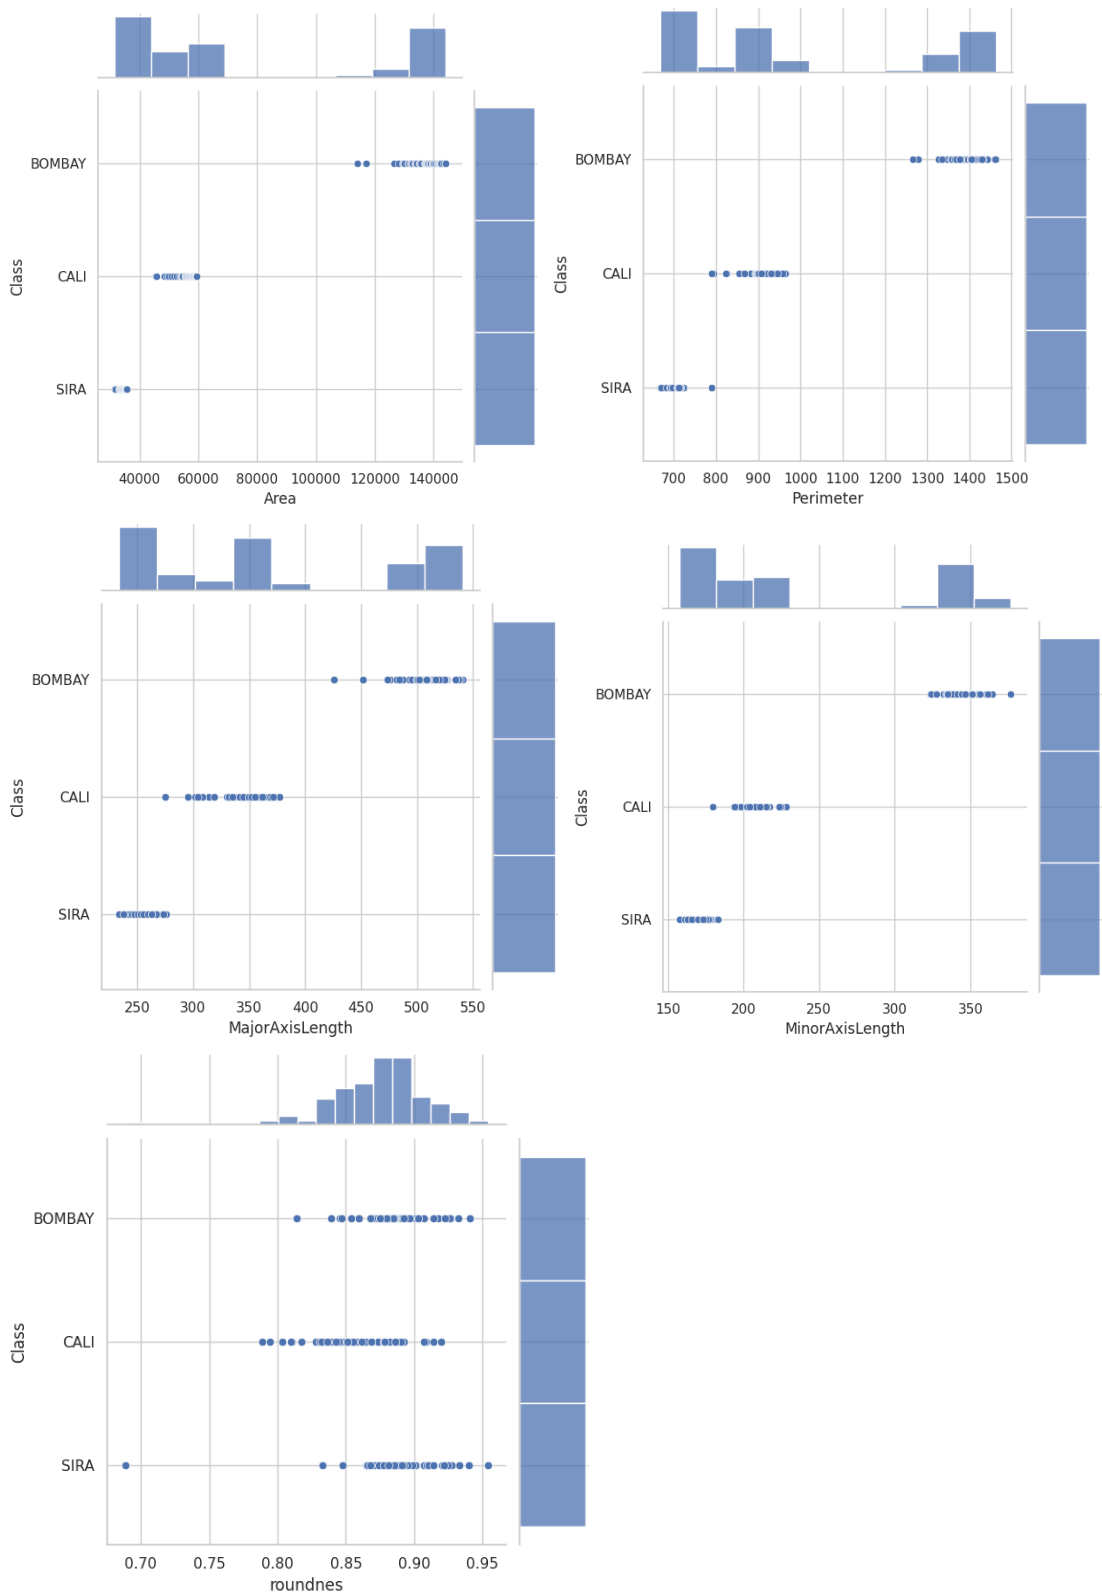 BOMBAY
CALI
SIRA
Class
40000 60000 80000 100000 120000 140000
Area
BOMBAY
CALI
SIRA
Class
700 800 900 1000 1100 1200 1300 1400 1500
Perimeter
BOMBAY
CALI
SIRA
Class
250 300 350 400 450 500 550
MajorAxisLength
BOMBAY
CALI
SIRA
Class
150 200 250 300 350
MinorAxisLength
BOMBAY
CALI
SIRA
Class
0.70 0.75 0.80 0.85 0.90 0.95
roundnes